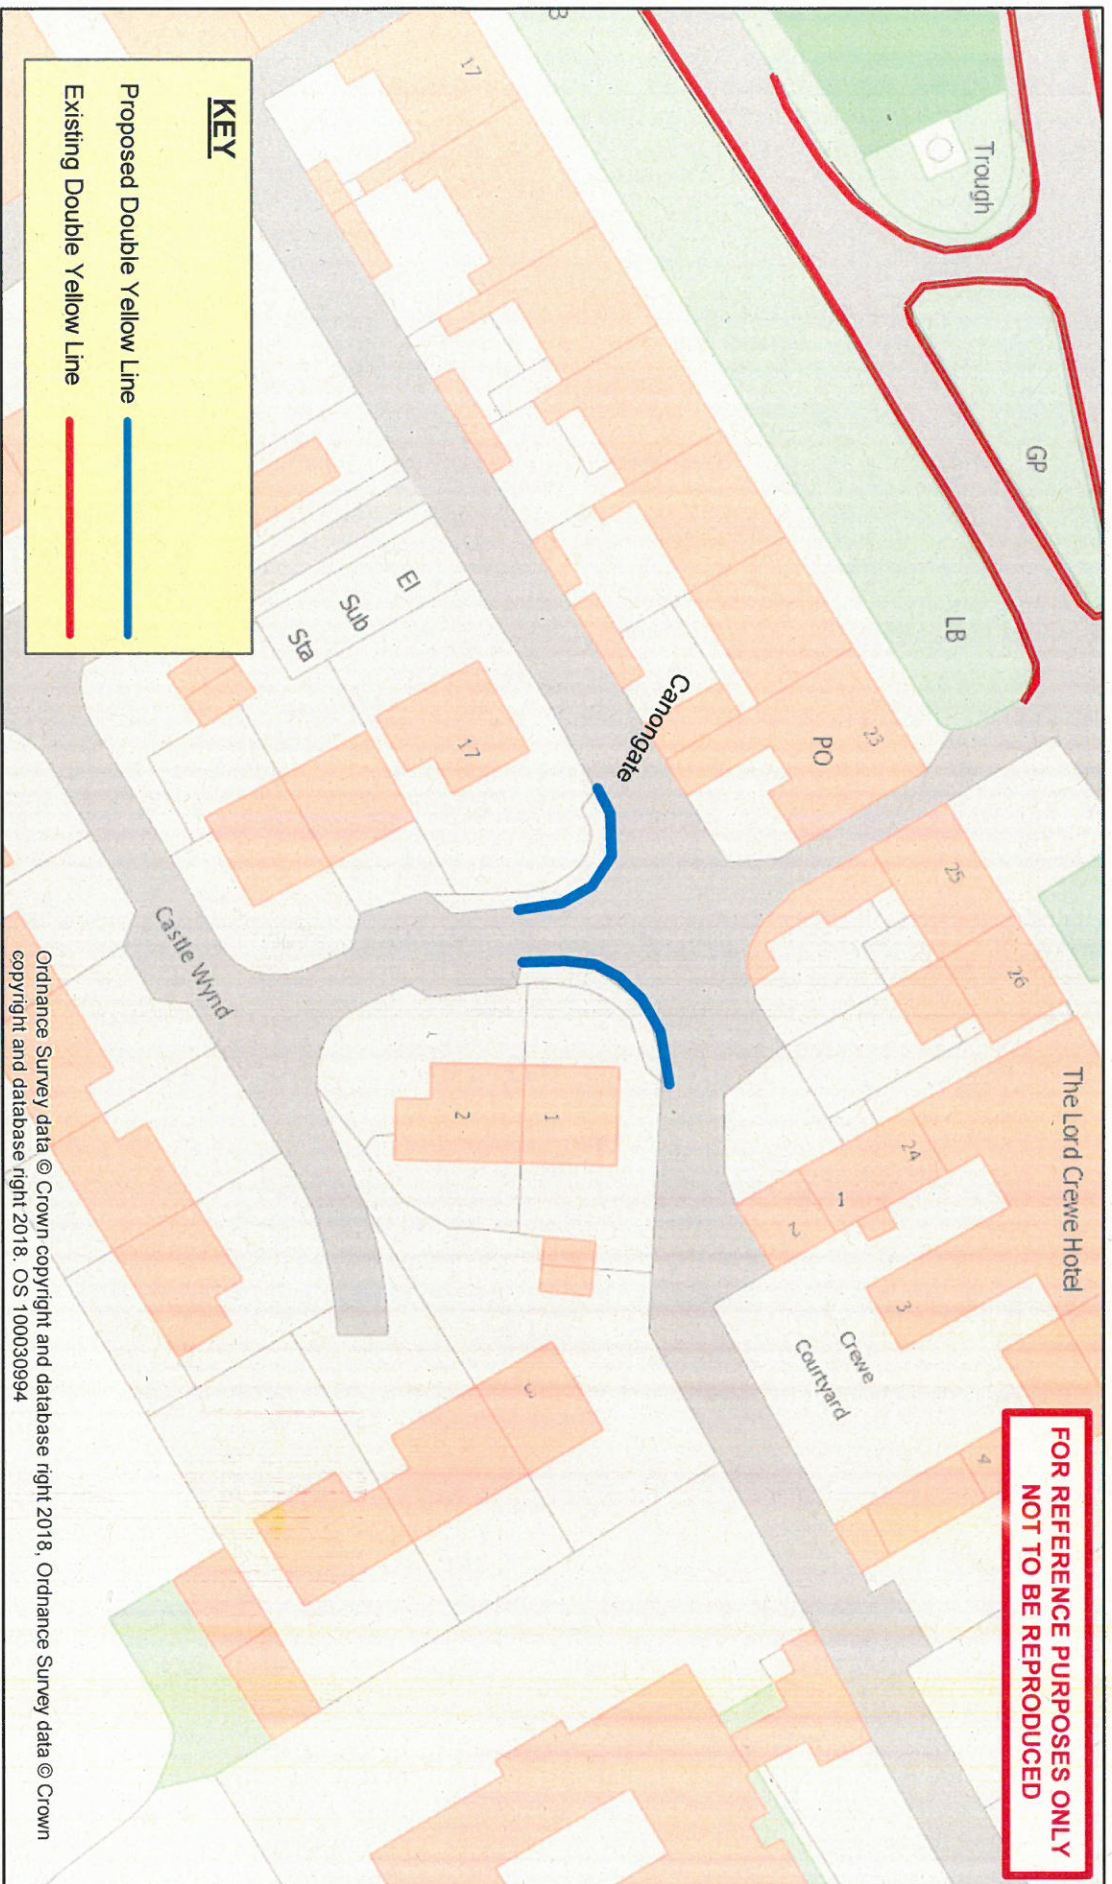 FOR REFERENCE PURPOSES ONLY
NOT TO BE REPRODUCED
The Lord Crewe Hotel
Trough
GP
LB
17
23
PO
25
26
24
1
2
3
4
Crewe
Courtyard
Canongate
El
Sub
Sta
17
1
2
3
Castle Wynd
KEY
Proposed Double Yellow Line
Existing Double Yellow Line
Ordnance Survey data © Crown copyright and database right 2018, Ordnance Survey data © Crown
copyright and database right 2018. OS 100030994